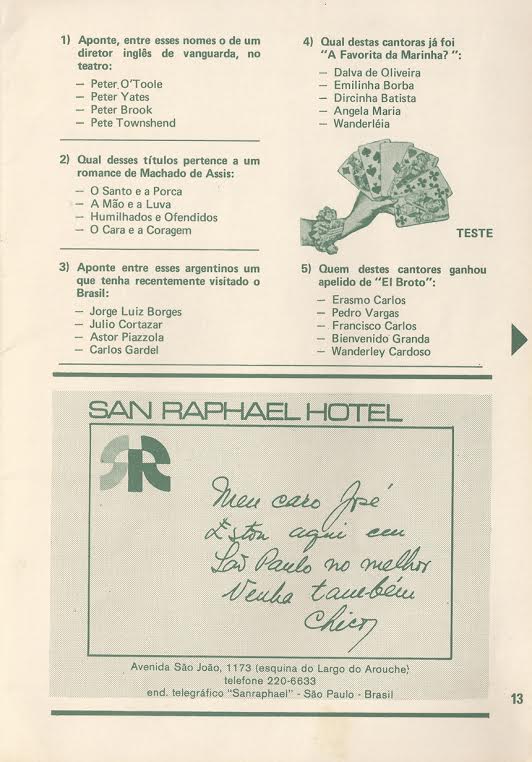 1) Aponte, entre esses nomes o de um
diretor inglês de vanguarda, no
teatro:
— Peter O'Toole
— Peter Yates
— Peter Brook
— Pete Townshend
2) Qual desses títulos pertence a um
romance de Machado de Assis:
— O Santo e a Porca
— A Mão e a Luva
— Humilhados e Ofendidos
— O Cara e a Coragem
3) Aponte entre esses argentinos um
que tenha recentemente visitado o
Brasil:
— Jorge Luiz Borges
— Julio Cortazar
— Astor Piazzola
— Carlos Gardel
4) Qual destas cantoras já foi
"A Favorita da Marinha? ":
— Dalva de Oliveira
— Emilinha Borba
— Dircinha Batista
— Angela Maria
— Wanderléia
TESTE
5) Quem destes cantores ganhou
apelido de "El Broto":
— Erasmo Carlos
— Pedro Vargas
— Francisco Carlos
— Bienvenido Granda
— Wanderley Cardoso
SAN RAPHAEL HOTEL
SR
Meu caro José
Estou aqui em
São Paulo no melhor
Venha também
Chico
Avenida São João, 1173 (esquina do Largo do Arouche)
telefone 220-6633
end. telegráfico "Sanraphael" - São Paulo - Brasil
13